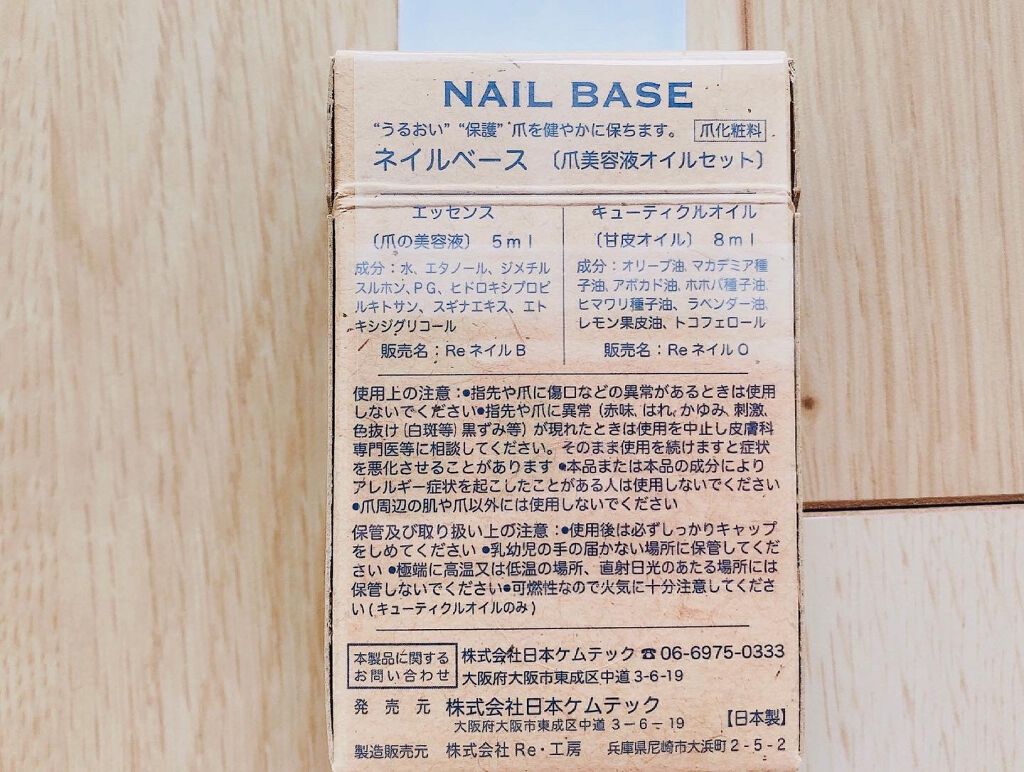 NAIL BASE
“うるおい” “保護” 爪を健やかに保ちます。 爪化粧料
ネイルベース 〔爪美容液オイルセット〕
エッセンス
〔爪の美容液〕 5ml
成分：水、エタノール、ジメチル
スルホン、PG、ヒドロキシプロピ
ルキトサン、スギナエキス、エト
キシジグリコール
販売名：Re ネイル B
キューティクルオイル
〔甘皮オイル〕 8ml
成分：オリーブ油、マカデミア種
子油、アボカド油、ホホバ種子油、
ヒマワリ種子油、ラベンダー油、
レモン果皮油、トコフェロール
販売名：Re ネイル O
使用上の注意：●指先や爪に傷口などの異常があるときは使用
しないでください●指先や爪に異常（赤味、はれ、かゆみ、刺激、
色抜け（白斑等）黒ずみ等）が現れたときは使用を中止し皮膚科
専門医等に相談してください。そのまま使用を続けますと症状
を悪化させることがあります ●本品または本品の成分により
アレルギー症状を起こしたことがある人は使用しないでください
●爪周辺の肌や爪以外には使用しないでください
保管及び取り扱い上の注意：●使用後は必ずしっかりキャップ
をしめてください ●乳幼児の手の届かない場所に保管してくだ
さい ●極端に高温又は低温の場所、直射日光のあたる場所には
保管しないでください●可燃性なので火気に十分注意してくださ
い（キューティクルオイルのみ）
本製品に関する
お問い合わせ
株式会社日本ケムテック ☎ 06-6975-0333
大阪府大阪市東成区中道 3-6-19
発売元 株式会社日本ケムテック
大阪府大阪市東成区中道 3－6－19 【日本製】
製造販売元 株式会社 Re・工房 兵庫県尼崎市大浜町 2-5-2